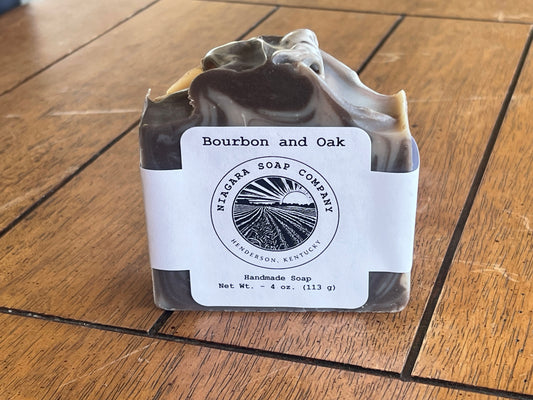 Bourbon and Oak
NIAGARA SOAP COMPANY
HENDERSON, KENTUCKY
Handmade Soap
Net Wt. - 4 oz. (113 g)